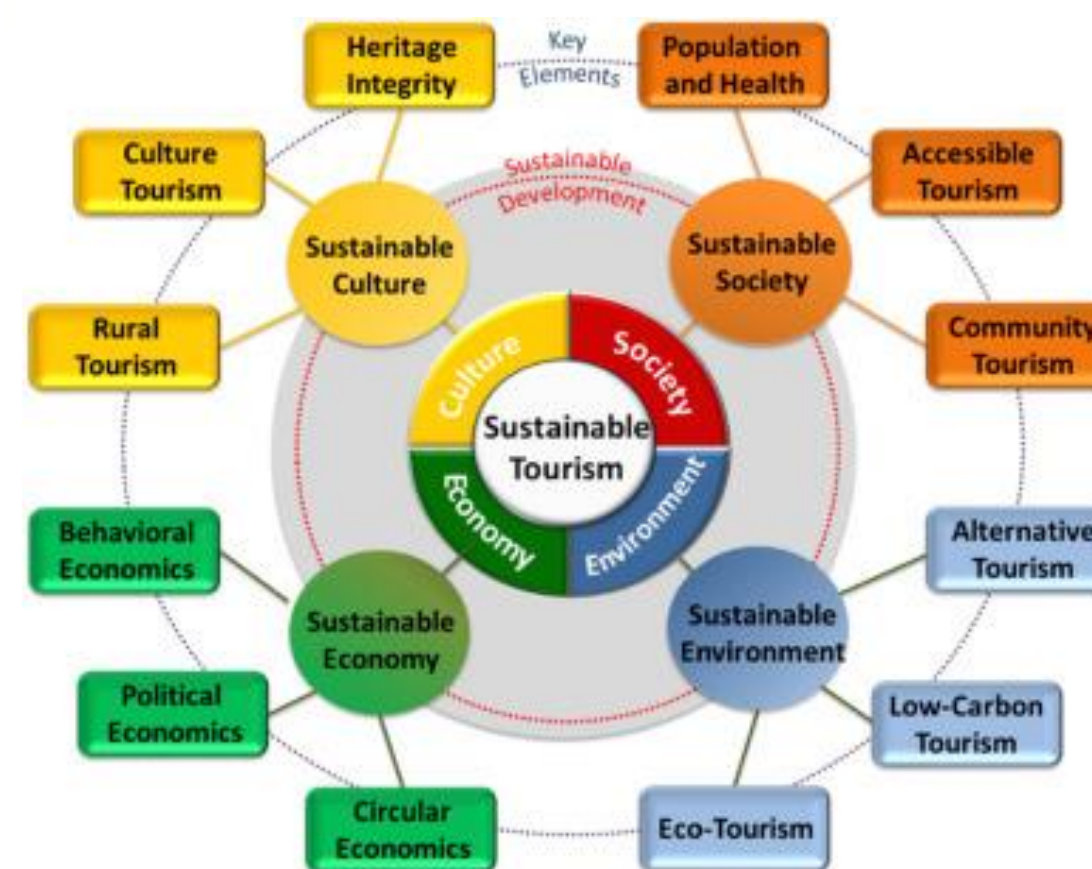 Heritage
Integrity
Key
Elements
Population
and Health
Culture
Tourism
Sustainable
Development
Accessible
Tourism
Sustainable
Culture
Sustainable
Society
Rural
Tourism
Culture
Society
Community
Tourism
Sustainable
Tourism
Economy
Environment
Behavioral
Economics
Alternative
Tourism
Sustainable
Economy
Sustainable
Environment
Political
Economics
Low-Carbon
Tourism
Circular
Economics
Eco-Tourism